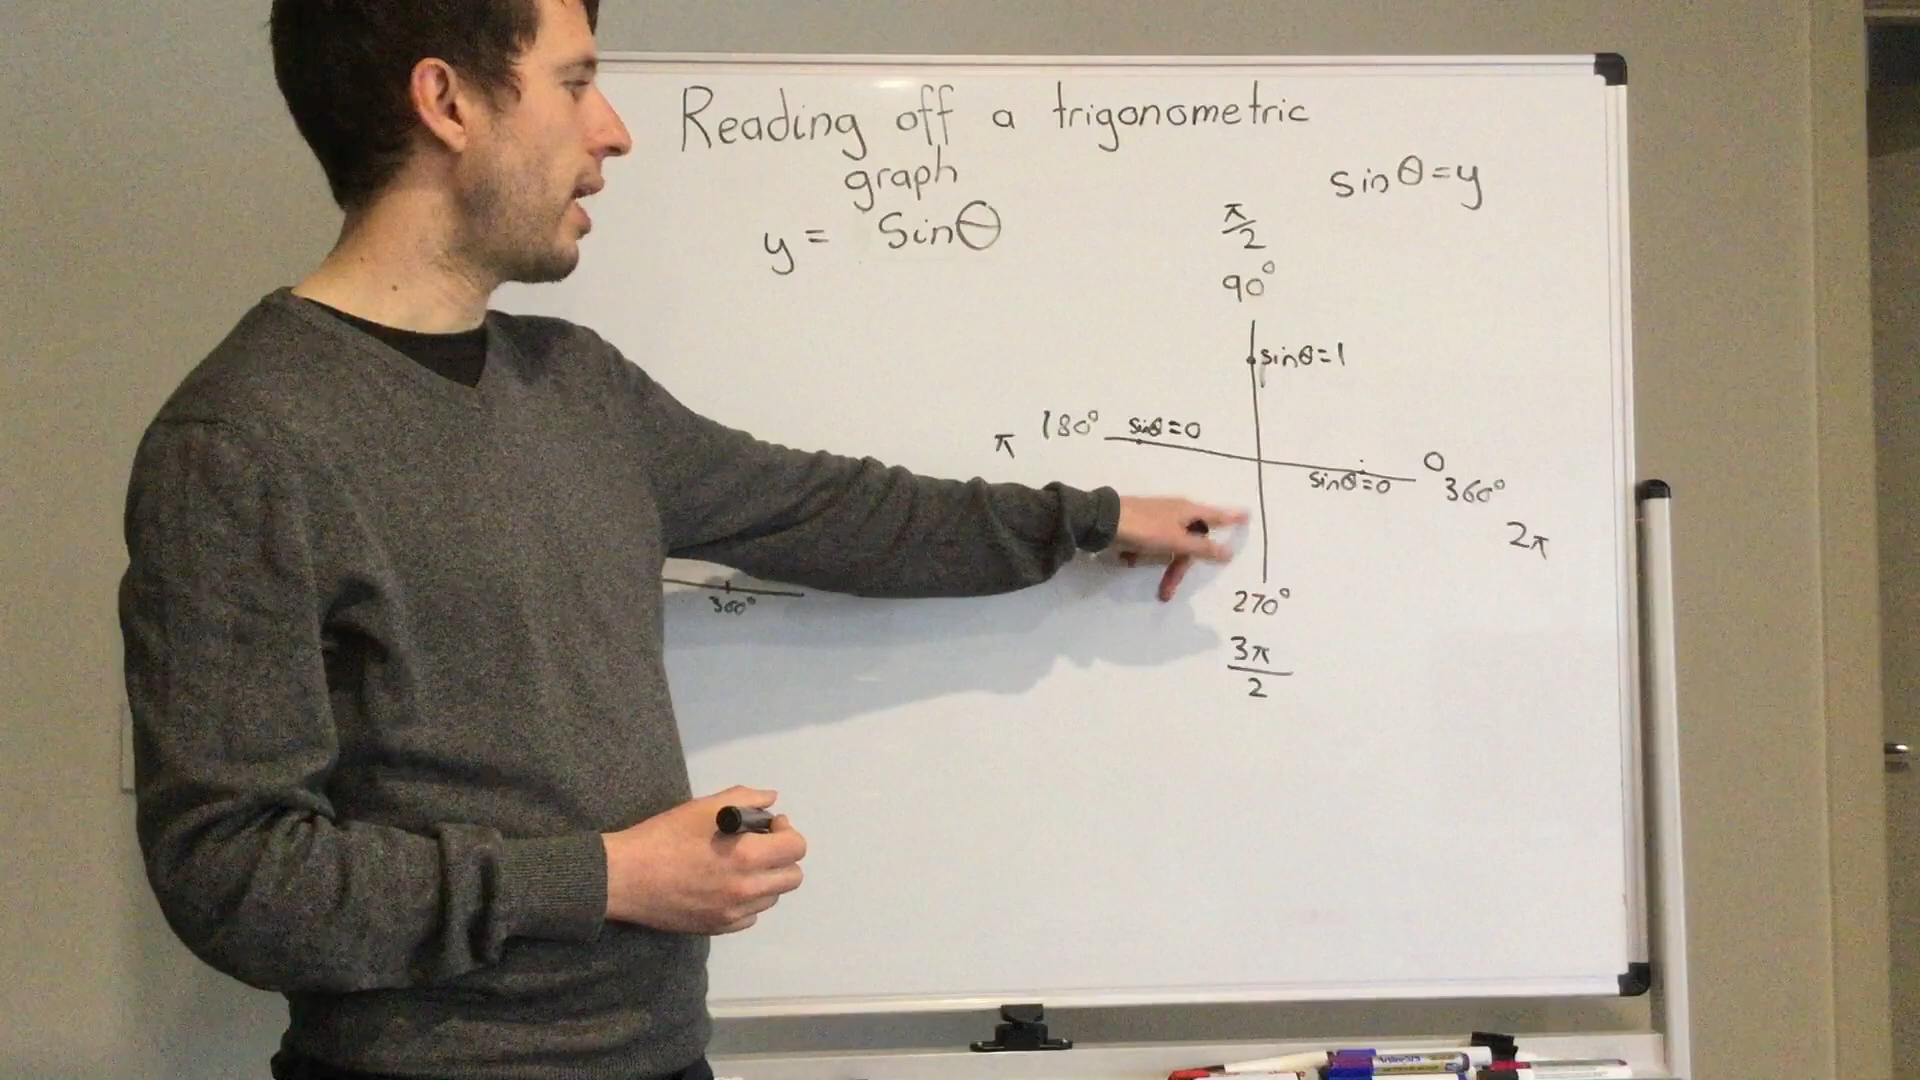 Reading off a trigonometric
graph
y = sinθ
sinθ=y
π/2
90°
sinθ=1
π 180° sinθ=0
0
sinθ=0 360°
2π
270°
3π/2
360°